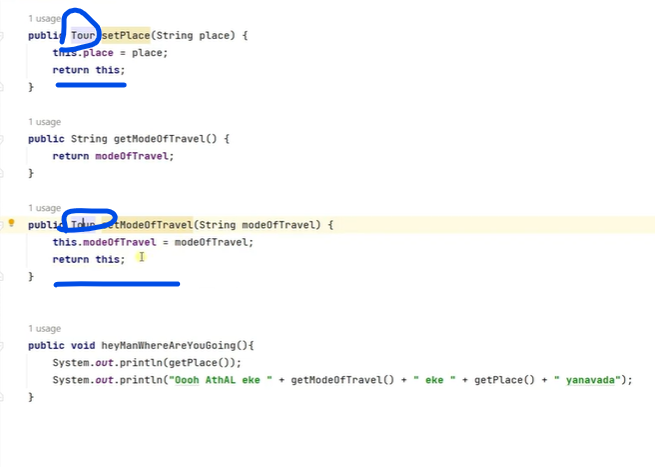 1 usage
public Tour setPlace(String place) {
this.place = place;
return this;
}
1 usage
public String getModeOfTravel() {
return modeOfTravel;
}
1 usage
public Tour setModeOfTravel(String modeOfTravel) {
this.modeOfTravel = modeOfTravel;
return this;
}
1 usage
public void heyManWhereAreYouGoing(){
System.out.println(getPlace());
System.out.println("Oooh AthAL eke " + getModeOfTravel() + " eke " + getPlace() + " yanavada");
}